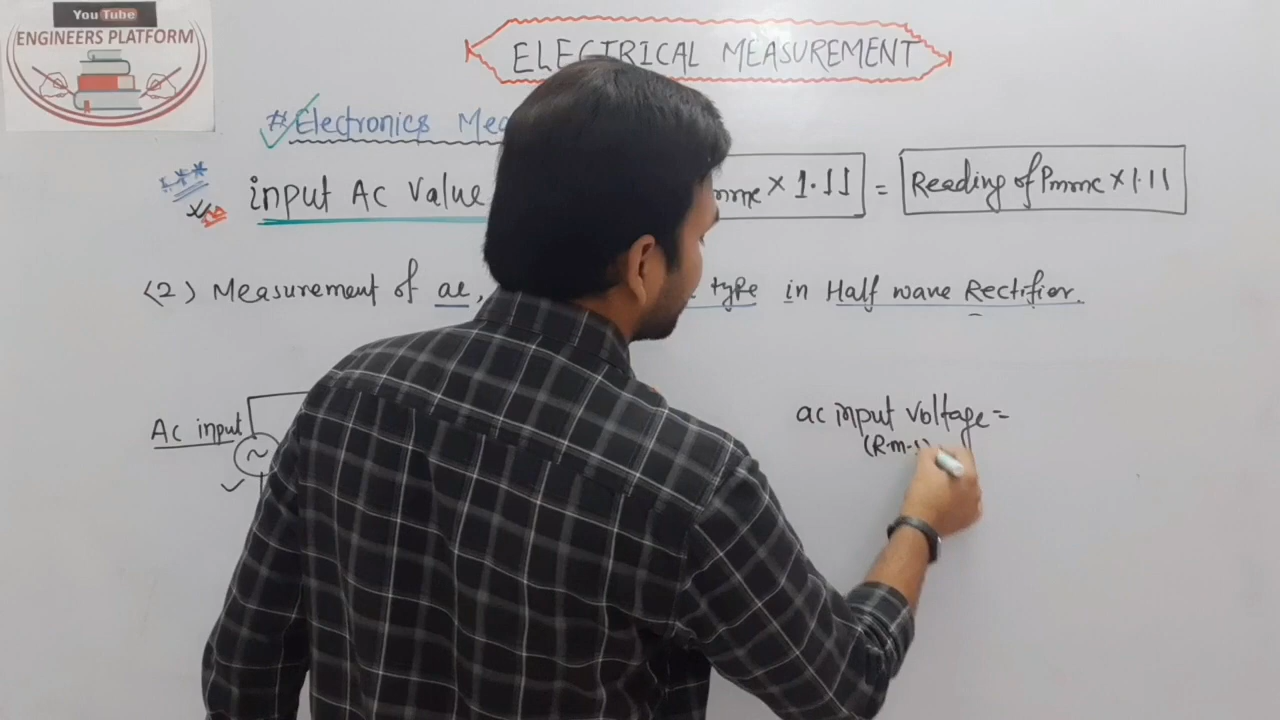 YouTube
ENGINEERS PLATFORM
ELECTRICAL MEASUREMENT
#Electronics
input Ac Value × 1.11 = Reading of Pmmc × 1.11
(2) Measurement of ac, type in Half wave Rectifier.
Ac input
~
ac input voltage =
(R.m.s)